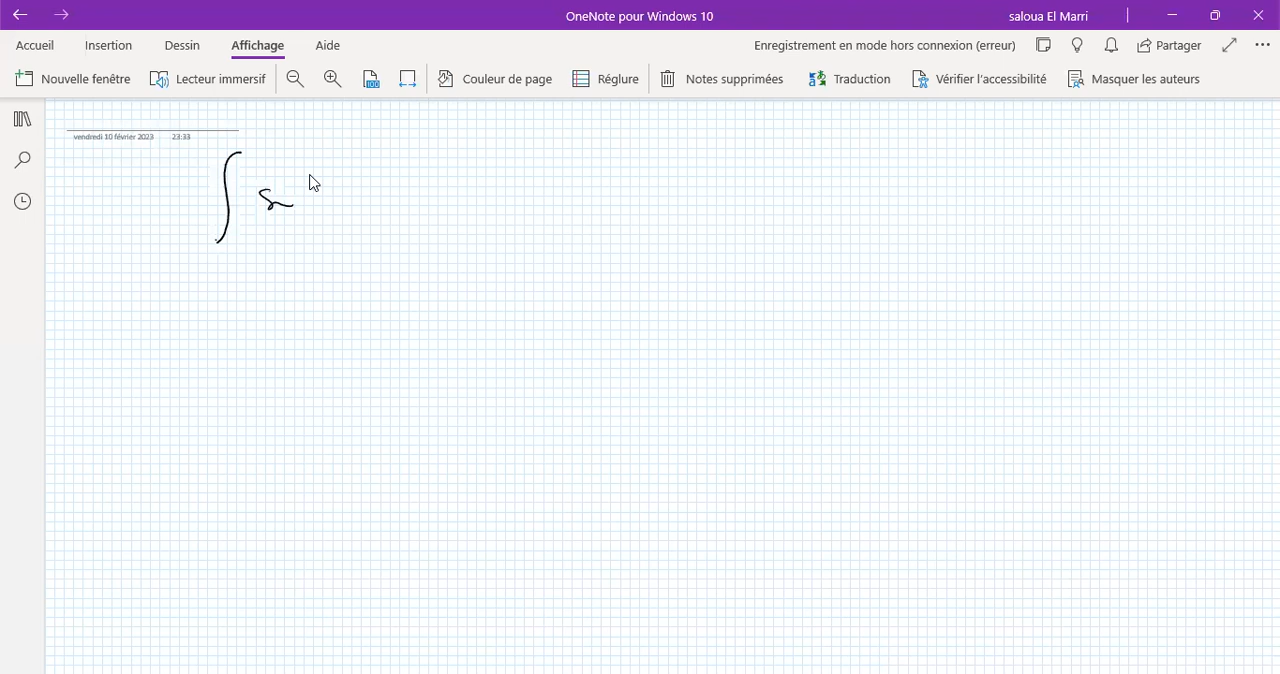 OneNote pour Windows 10
saloua El Marri
Accueil Insertion Dessin Affichage Aide
Enregistrement en mode hors connexion (erreur) Partager
Nouvelle fenêtre Lecteur immersif 100 Couleur de page Réglure Notes supprimées Traduction Vérifier l'accessibilité Masquer les auteurs
vendredi 10 février 2023 23:33
∫